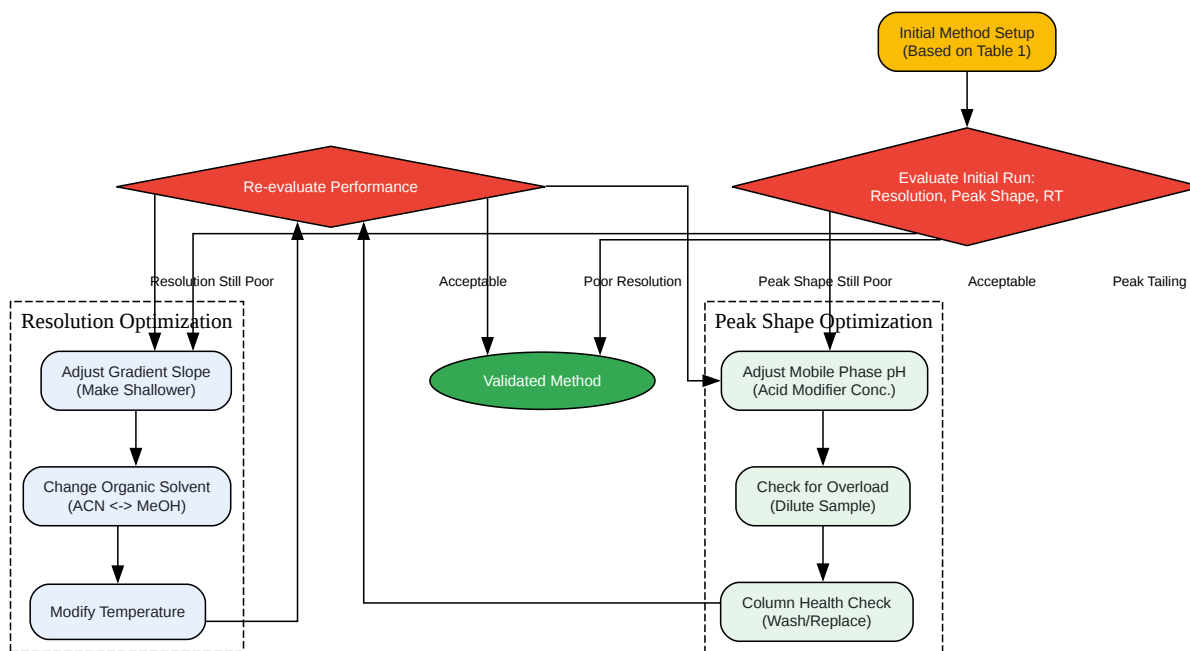 Initial Method Setup
(Based on Table 1)
Re-evaluate Performance
Evaluate Initial Run:
Resolution, Peak Shape, RT
Resolution Still Poor
Acceptable
Poor Resolution
Peak Shape Still Poor
Acceptable
Peak Tailing
Resolution Optimization
Peak Shape Optimization
Adjust Gradient Slope
(Make Shallower)
Validated Method
Adjust Mobile Phase pH
(Acid Modifier Conc.)
Change Organic Solvent
(ACN <-> MeOH)
Check for Overload
(Dilute Sample)
Modify Temperature
Column Health Check
(Wash/Replace)